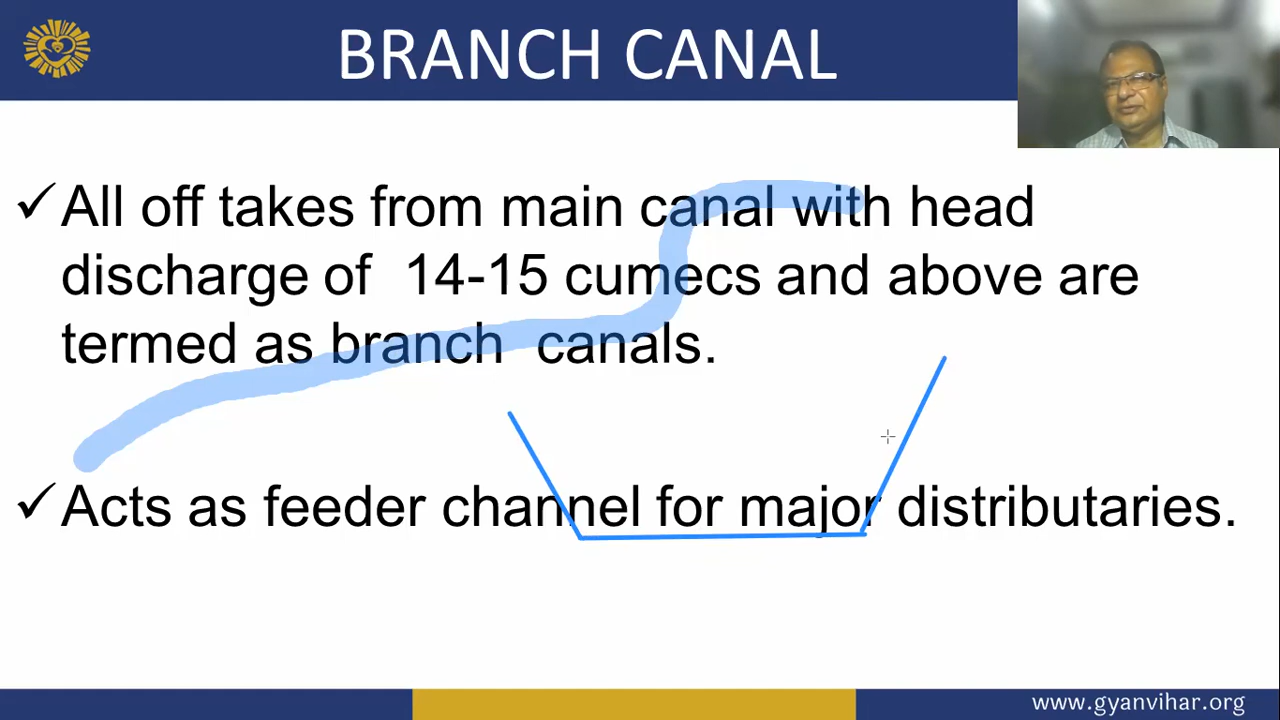 BRANCH CANAL
✓All off takes from main canal with head
discharge of 14-15 cumecs and above are
termed as branch canals.
✓Acts as feeder channel for major distributaries.
www.gyanvihar.org